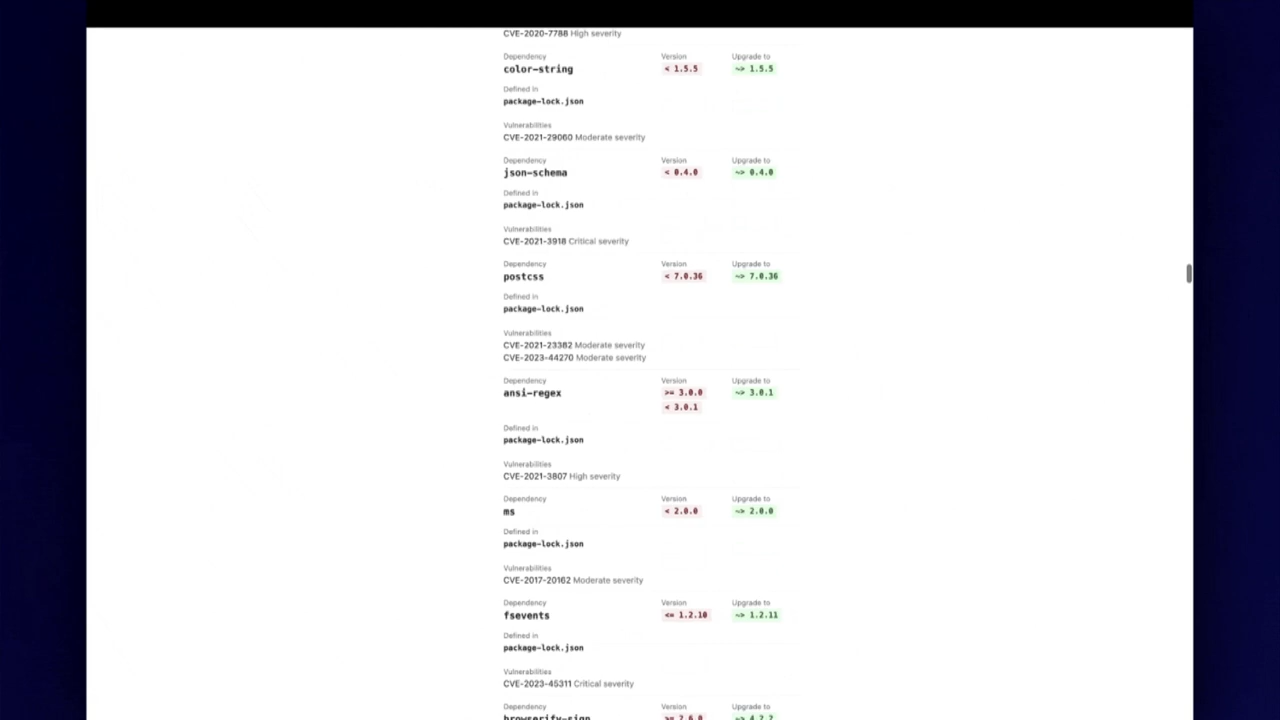 CVE-2020-7788 High severity
Dependency Version Upgrade to
color-string < 1.5.5 ~> 1.5.5
Defined in
package-lock.json
Vulnerabilities
CVE-2021-29060 Moderate severity
Dependency Version Upgrade to
json-schema < 0.4.0 ~> 0.4.0
Defined in
package-lock.json
Vulnerabilities
CVE-2021-3918 Critical severity
Dependency Version Upgrade to
postcss < 7.0.36 ~> 7.0.36
Defined in
package-lock.json
Vulnerabilities
CVE-2021-23382 Moderate severity
CVE-2023-44270 Moderate severity
Dependency Version Upgrade to
ansi-regex >= 3.0.0 ~> 3.0.1
< 3.0.1
Defined in
package-lock.json
Vulnerabilities
CVE-2021-3807 High severity
Dependency Version Upgrade to
ms < 2.0.0 ~> 2.0.0
Defined in
package-lock.json
Vulnerabilities
CVE-2017-20162 Moderate severity
Dependency Version Upgrade to
fsevents <= 1.2.10 ~> 1.2.11
Defined in
package-lock.json
Vulnerabilities
CVE-2023-45311 Critical severity
Dependency Version Upgrade to
browserify-sign >= 2.6.0 ~> 4.2.2